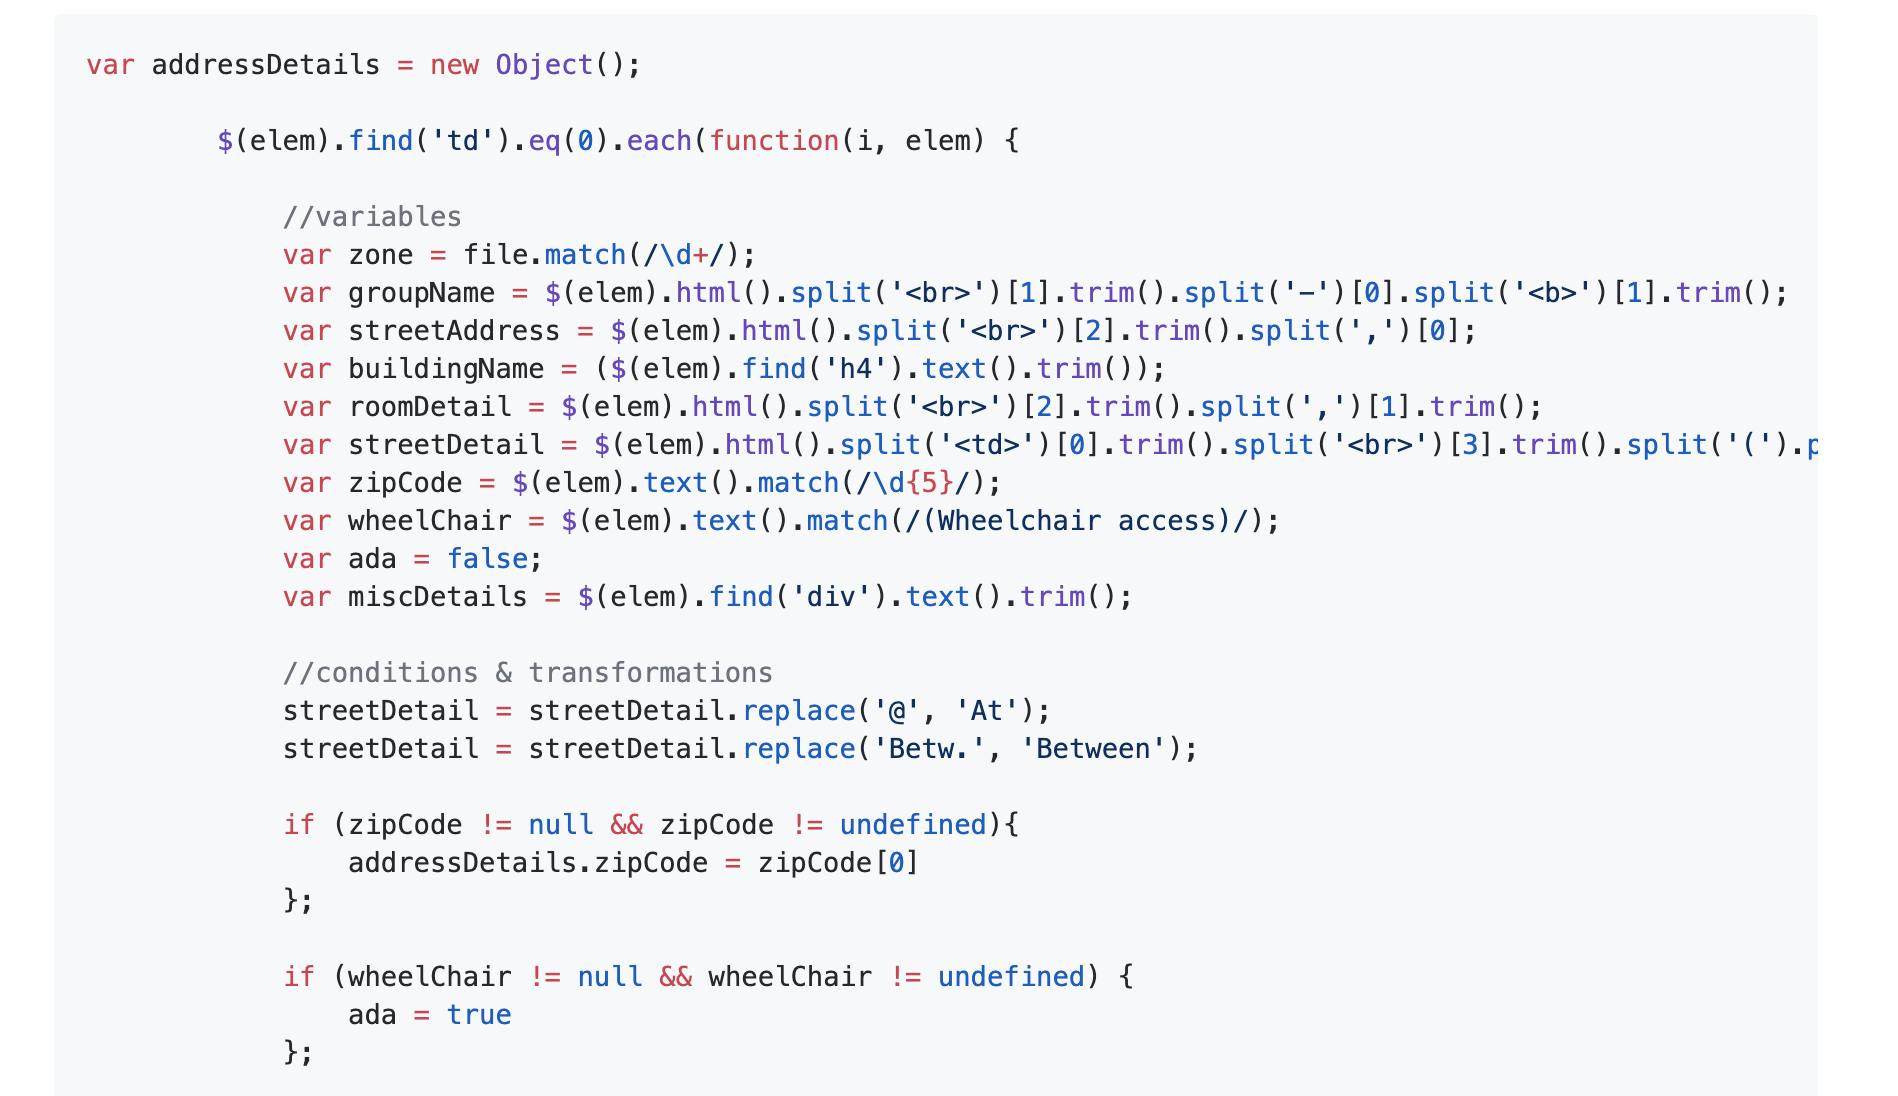 var addressDetails = new Object();
$(elem).find('td').eq(0).each(function(i, elem) {
//variables
var zone = file.match(/\d+/);
var groupName = $(elem).html().split('<br>')[1].trim().split('-')[0].split('<b>')[1].trim();
var streetAddress = $(elem).html().split('<br>')[2].trim().split(',')[0];
var buildingName = ($(elem).find('h4').text().trim());
var roomDetail = $(elem).html().split('<br>')[2].trim().split(',')[1].trim();
var streetDetail = $(elem).html().split('<td>')[0].trim().split('<br>')[3].trim().split('(').
var zipCode = $(elem).text().match(/\d{5}/);
var wheelChair = $(elem).text().match(/(Wheelchair access)/);
var ada = false;
var miscDetails = $(elem).find('div').text().trim();
//conditions & transformations
streetDetail = streetDetail.replace('@', 'At');
streetDetail = streetDetail.replace('Betw.', 'Between');
if (zipCode != null && zipCode != undefined){
addressDetails.zipCode = zipCode[0]
};
if (wheelChair != null && wheelChair != undefined) {
ada = true
};